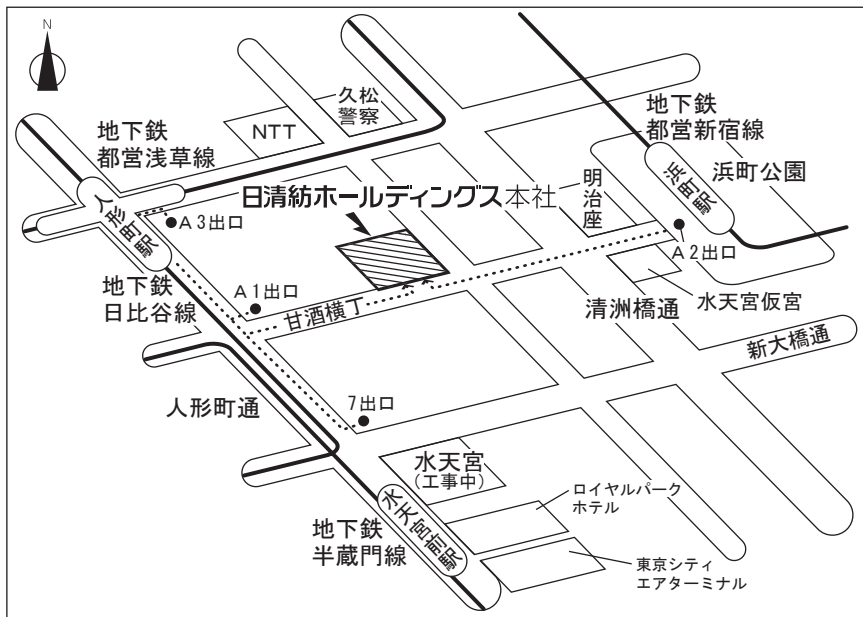 N
久松
警察
NTT
地下鉄
都営浅草線
地下鉄
都営新宿線
浜町公園
浜町駅
明治座
日清紡ホールディングス本社
人形町駅
A3出口
A2出口
地下鉄
日比谷線
A1出口
甘酒横丁
清洲橋通
水天宮仮宮
新大橋通
人形町通
7出口
水天宮
(工事中)
ロイヤルパーク
ホテル
水天宮前駅
地下鉄
半蔵門線
東京シティ
エアターミナル